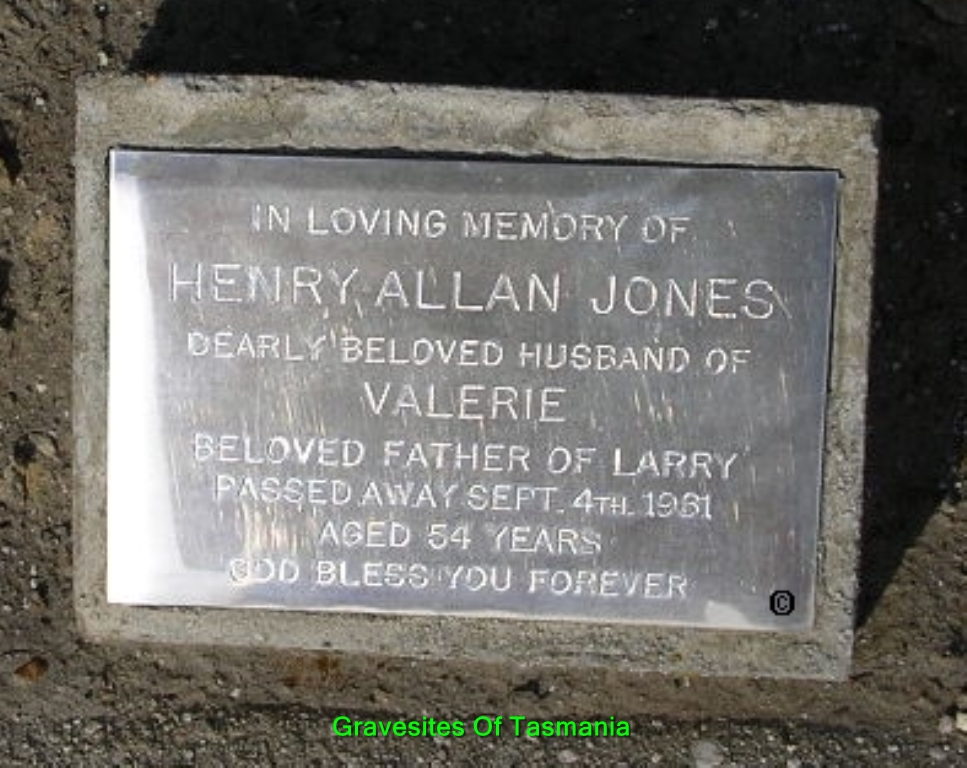 IN LOVING MEMORY OF
HENRY ALLAN JONES
DEARLY BELOVED HUSBAND OF
VALERIE
BELOVED FATHER OF LARRY
PASSED AWAY SEPT. 4TH. 1961
AGED 54 YEARS
GOD BLESS YOU FOREVER
©
Gravesites Of Tasmania